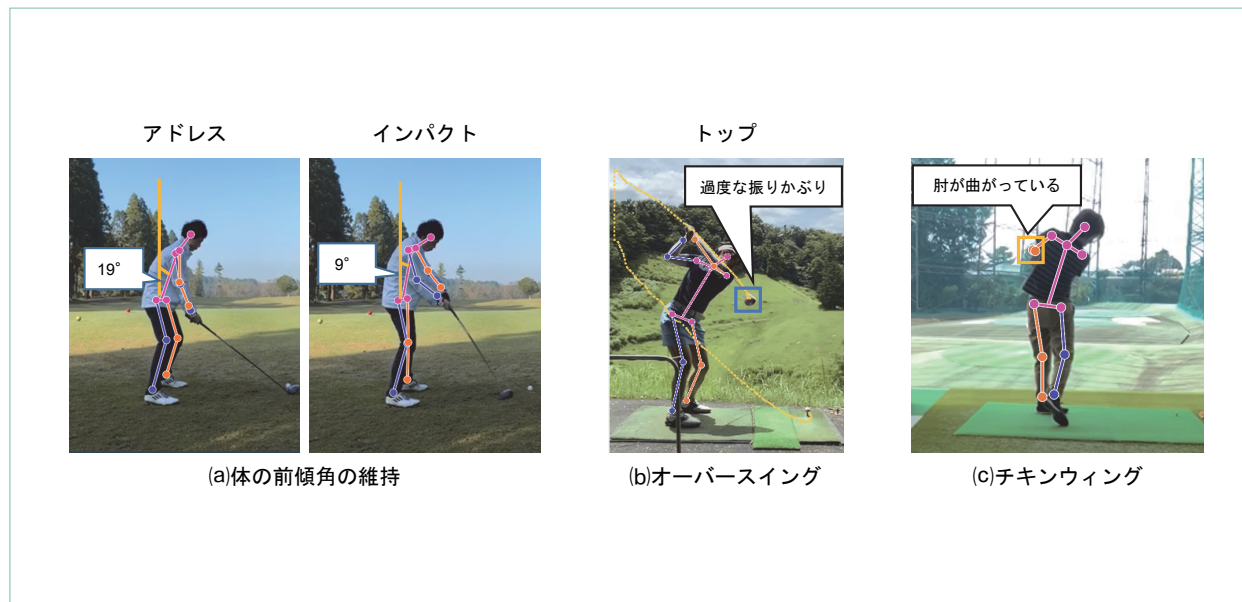 アドレス
インパクト
トップ
過度な振りかぶり
肘が曲がっている
19°
9°
(a)体の前傾角の維持
(b)オーバースイング
(c)チキンウィング